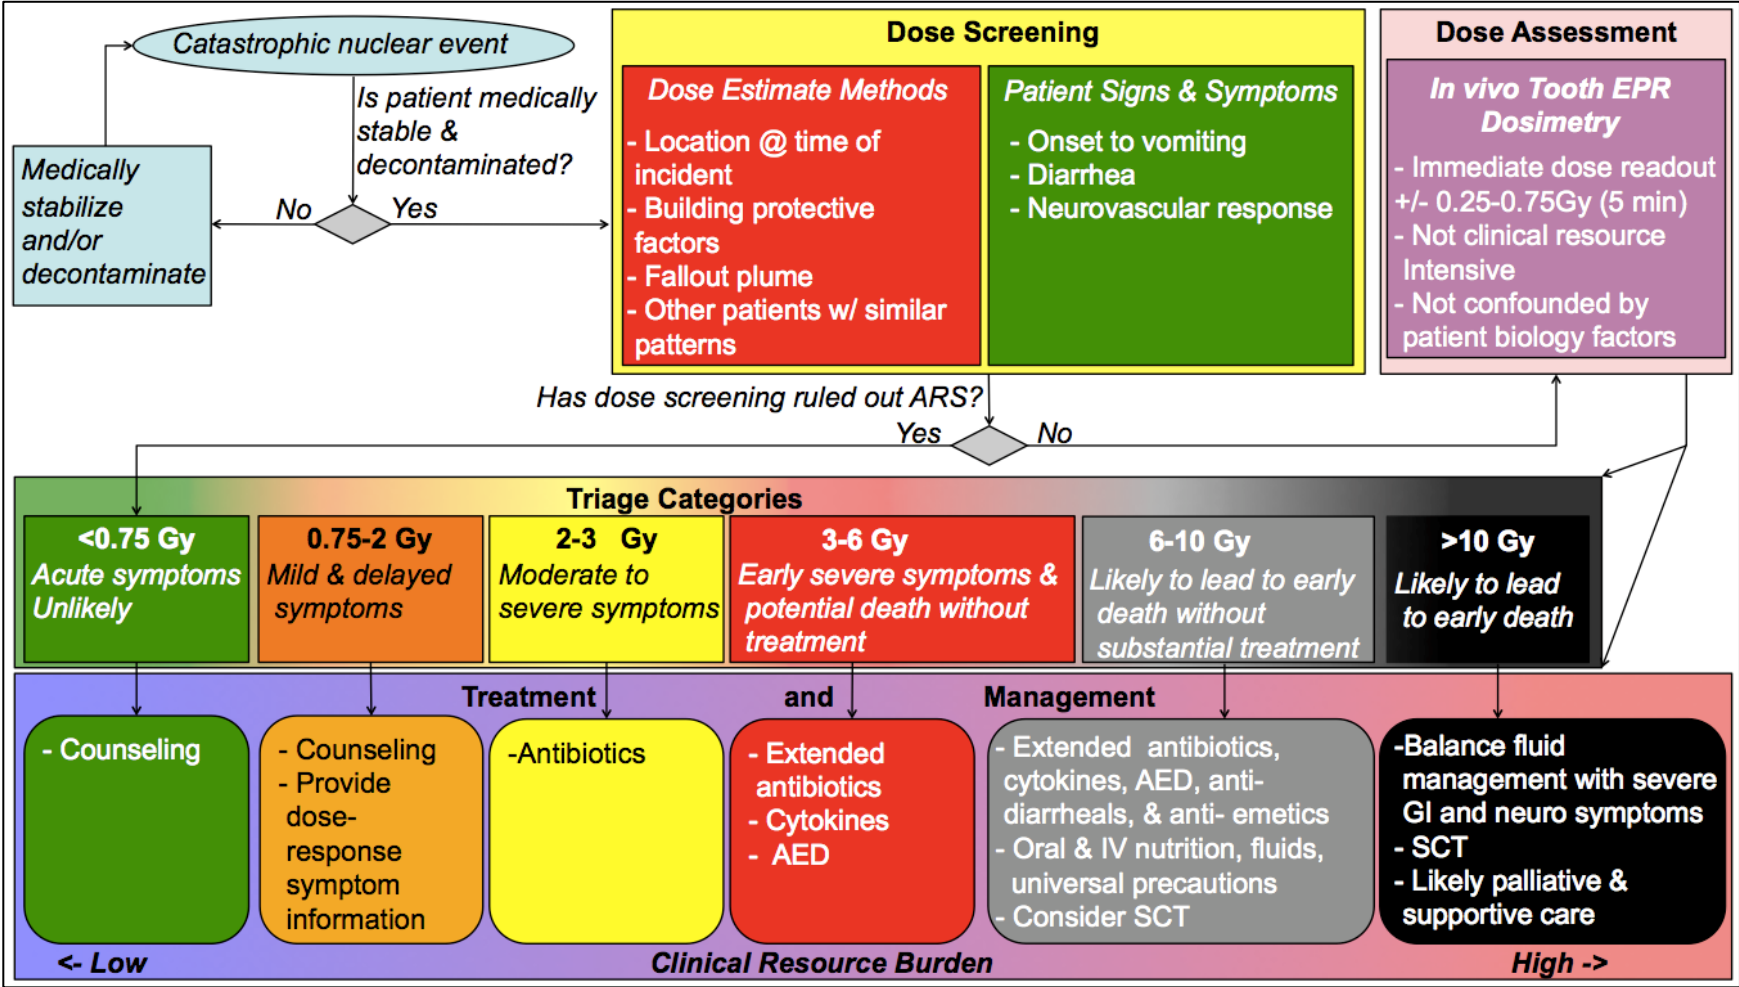 Catastrophic nuclear event
Is patient medically
stable &
decontaminated?
No
Yes
Medically
stabilize
and/or
decontaminate
Dose Screening
Dose Estimate Methods
- Location @ time of
incident
- Building protective
factors
- Fallout plume
- Other patients w/ similar
patterns
Patient Signs & Symptoms
- Onset to vomiting
- Diarrhea
- Neurovascular response
Dose Assessment
In vivo Tooth EPR
Dosimetry
- Immediate dose readout
+/- 0.25-0.75Gy (5 min)
- Not clinical resource
Intensive
- Not confounded by
patient biology factors
Has dose screening ruled out ARS?
Yes
No
Triage Categories
<0.75 Gy
Acute symptoms
Unlikely
0.75-2 Gy
Mild & delayed
symptoms
2-3 Gy
Moderate to
severe symptoms
3-6 Gy
Early severe symptoms &
potential death without
treatment
6-10 Gy
Likely to lead to early
death without
substantial treatment
>10 Gy
Likely to lead
to early death
Treatment and Management
- Counseling
- Counseling
- Provide
dose-
response
symptom
information
-Antibiotics
- Extended
antibiotics
- Cytokines
- AED
- Extended antibiotics,
cytokines, AED, anti-
diarrheals, & anti- emetics
- Oral & IV nutrition, fluids,
universal precautions
- Consider SCT
-Balance fluid
management with severe
GI and neuro symptoms
- SCT
- Likely palliative &
supportive care
<- Low
Clinical Resource Burden
High ->